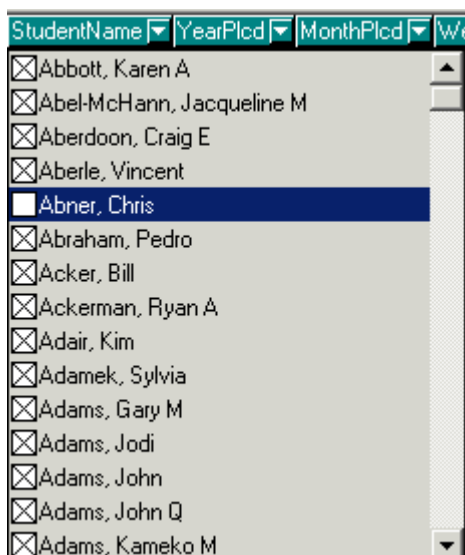 StudentName YearPlcd MonthPlcd We
Abbott, Karen A
Abel-McHann, Jacqueline M
Aberdoon, Craig E
Aberle, Vincent
Abner, Chris
Abraham, Pedro
Acker, Bill
Ackerman, Ryan A
Adair, Kim
Adamek, Sylvia
Adams, Gary M
Adams, Jodi
Adams, John
Adams, John Q
Adams, Kameko M